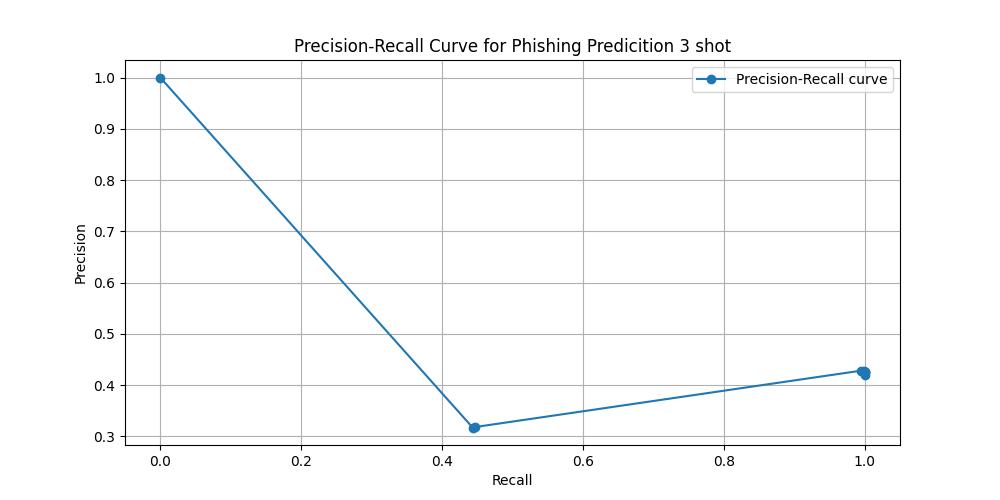 Precision-Recall Curve for Phishing Predicition 3 shot
Precision-Recall curve
1.0
0.9
0.8
0.7
0.6
0.5
0.4
0.3
Precision
0.0 0.2 0.4 0.6 0.8 1.0
Recall